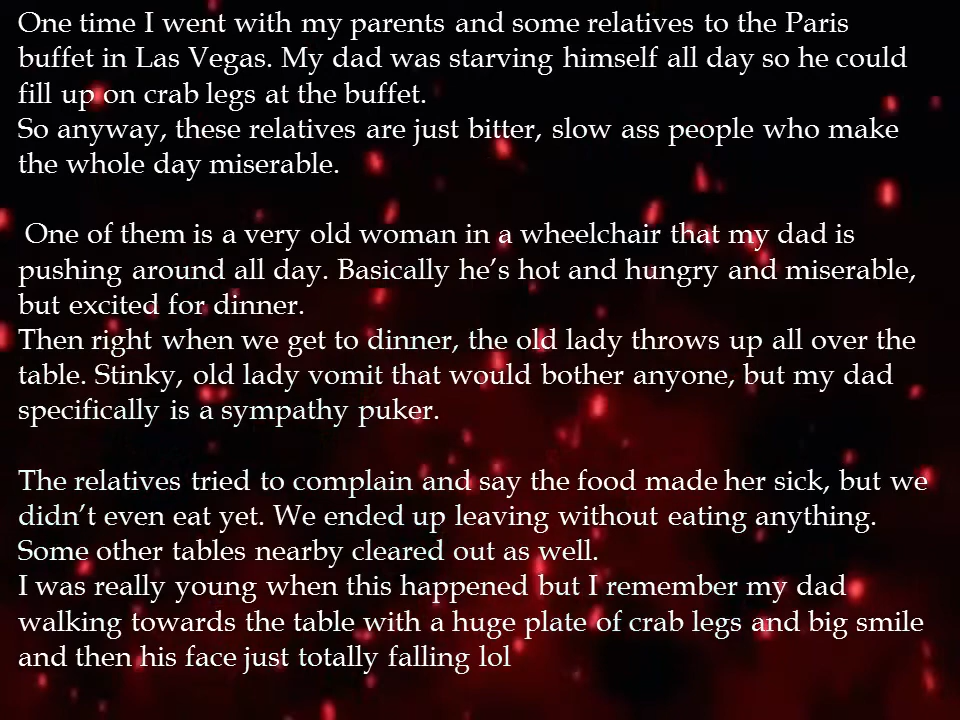 One time I went with my parents and some relatives to the Paris
buffet in Las Vegas. My dad was starving himself all day so he could
fill up on crab legs at the buffet.
So anyway, these relatives are just bitter, slow ass people who make
the whole day miserable.
One of them is a very old woman in a wheelchair that my dad is
pushing around all day. Basically he’s hot and hungry and miserable,
but excited for dinner.
Then right when we get to dinner, the old lady throws up all over the
table. Stinky, old lady vomit that would bother anyone, but my dad
specifically is a sympathy puker.
The relatives tried to complain and say the food made her sick, but we
didn’t even eat yet. We ended up leaving without eating anything.
Some other tables nearby cleared out as well.
I was really young when this happened but I remember my dad
walking towards the table with a huge plate of crab legs and big smile
and then his face just totally falling lol